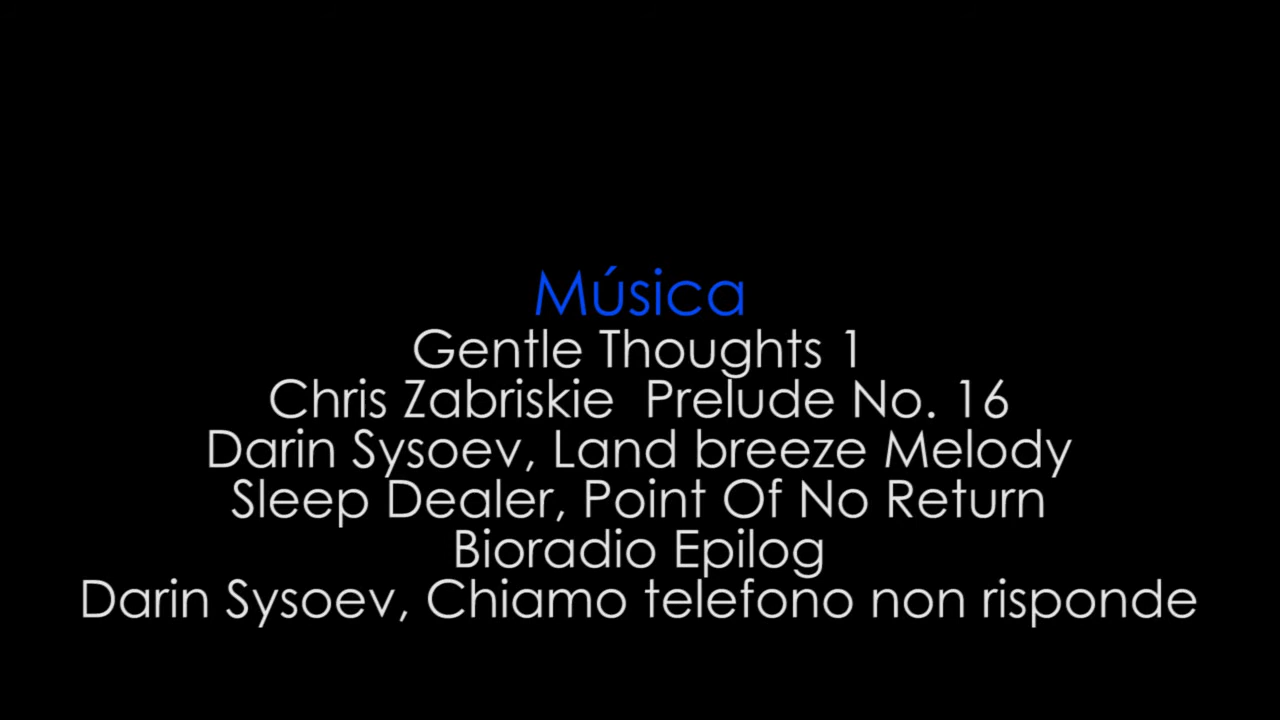 Música
Gentle Thoughts 1
Chris Zabriskie  Prelude No. 16
Darin Sysoev, Land breeze Melody
Sleep Dealer, Point Of No Return
Bioradio Epilog
Darin Sysoev, Chiamo telefono non risponde